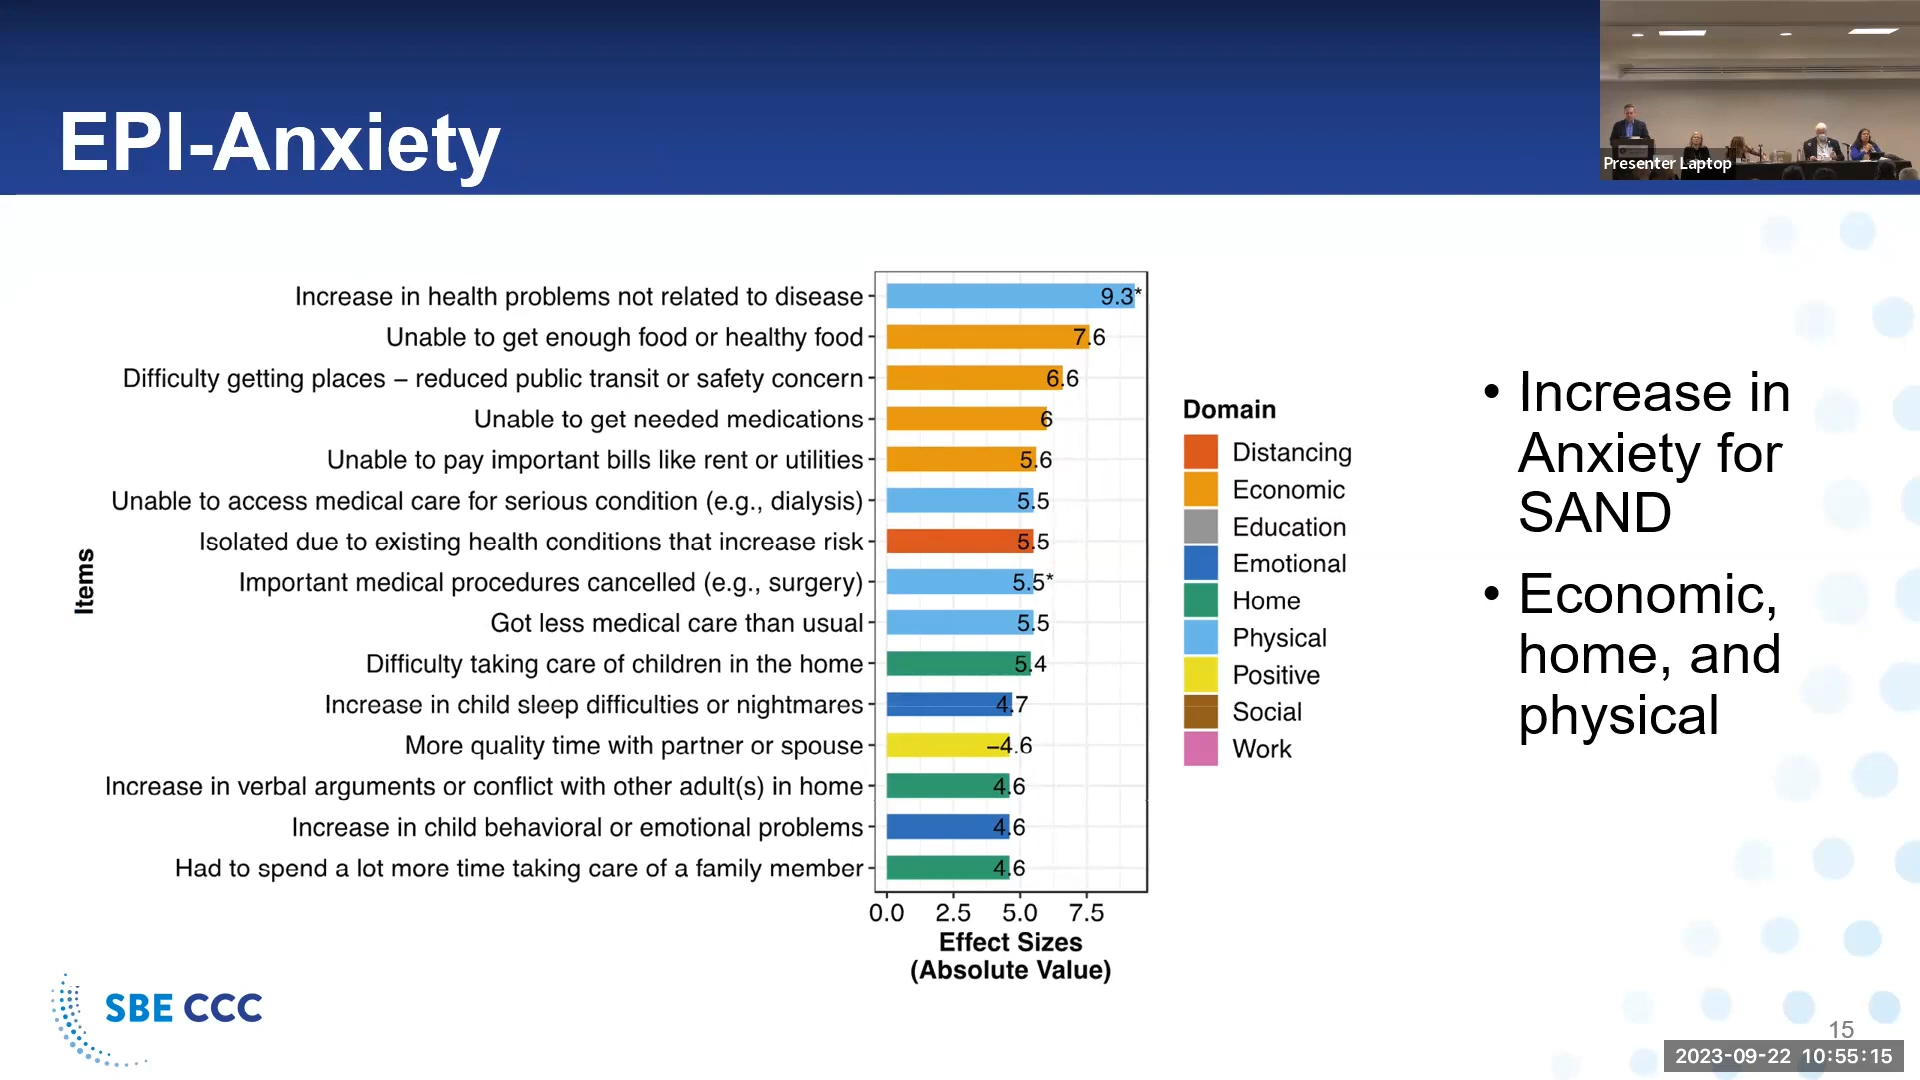 EPI-Anxiety
Presenter Laptop
Items
Increase in health problems not related to disease
Unable to get enough food or healthy food
Difficulty getting places – reduced public transit or safety concern
Unable to get needed medications
Unable to pay important bills like rent or utilities
Unable to access medical care for serious condition (e.g., dialysis)
Isolated due to existing health conditions that increase risk
Important medical procedures cancelled (e.g., surgery)
Got less medical care than usual
Difficulty taking care of children in the home
Increase in child sleep difficulties or nightmares
More quality time with partner or spouse
Increase in verbal arguments or conflict with other adult(s) in home
Increase in child behavioral or emotional problems
Had to spend a lot more time taking care of a family member
9.3*
7.6
6.6
6
5.6
5.5
5.5
5.5*
5.5
5.4
4.7
−4.6
4.6
4.6
4.6
0.0 2.5 5.0 7.5
Effect Sizes
(Absolute Value)
Domain
Distancing
Economic
Education
Emotional
Home
Physical
Positive
Social
Work
• Increase in
Anxiety for
SAND
• Economic,
home, and
physical
SBE CCC
15
2023-09-22 10:55:15